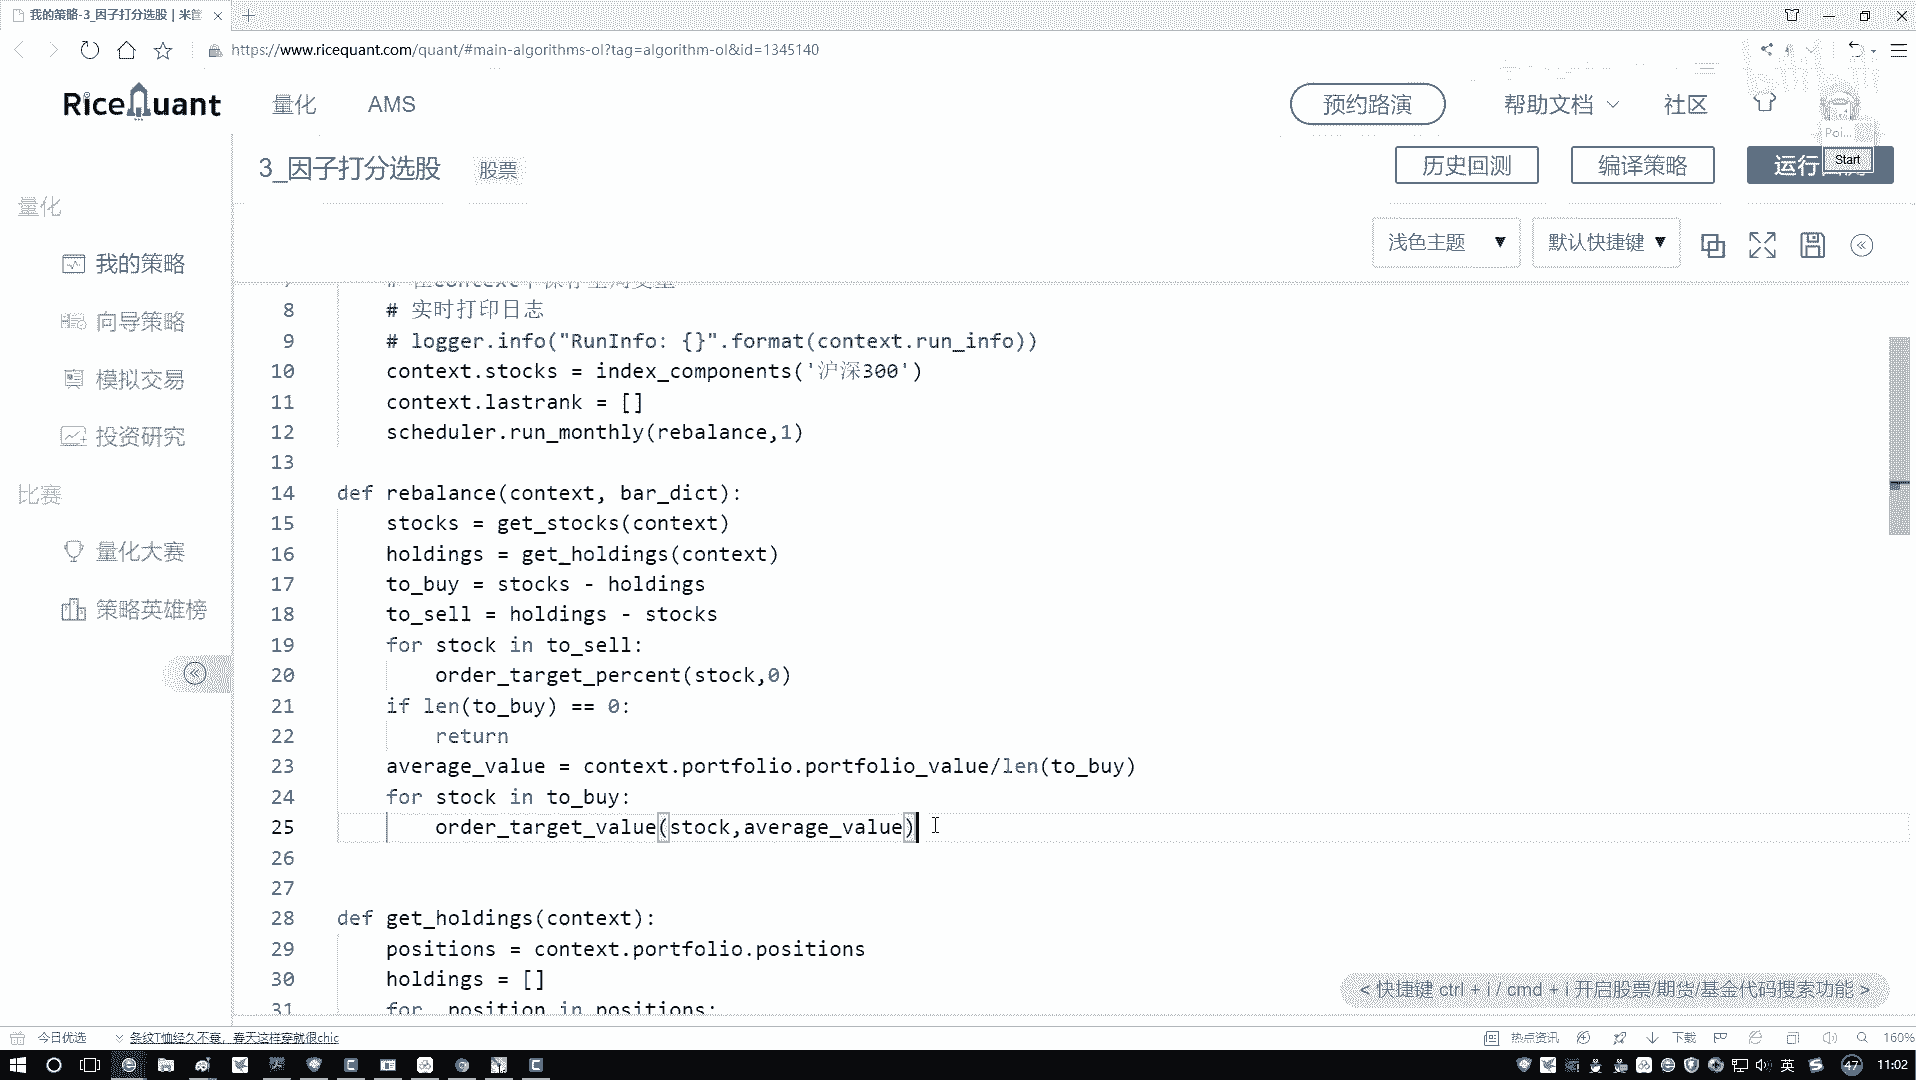 我的策略-3_因子打分选股 | 米筐
https://www.ricequant.com/quant/#main-algorithms-ol?tag=algorithm-ol&id=1345140
RiceQuant 量化 AMS 预约路演 帮助文档 社区
Poi...
3_因子打分选股 股票 历史回测 编译策略 运行 Start
量化
浅色主题 默认快捷键
我的策略
向导策略
模拟交易
投资研究
比赛
量化大赛
策略英雄榜
8 # 实时打印日志
9 # logger.info("RunInfo: {}".format(context.run_info))
10 context.stocks = index_components('沪深300')
11 context.lastrank = []
12 scheduler.run_monthly(rebalance,1)
13
14 def rebalance(context, bar_dict):
15 stocks = get_stocks(context)
16 holdings = get_holdings(context)
17 to_buy = stocks - holdings
18 to_sell = holdings - stocks
19 for stock in to_sell:
20 order_target_percent(stock,0)
21 if len(to_buy) == 0:
22 return
23 average_value = context.portfolio.portfolio_value/len(to_buy)
24 for stock in to_buy:
25 order_target_value(stock,average_value)
26
27
28 def get_holdings(context):
29 positions = context.portfolio.positions
30 holdings = []
31 for position in positions:
< 快捷键 ctrl + i / cmd + i 开启股票/期货/基金代码搜索功能 >
今日优选 条纹T恤经久不衰，春天这样穿就很chic 热点资讯 下载 160%
英 47 11:02